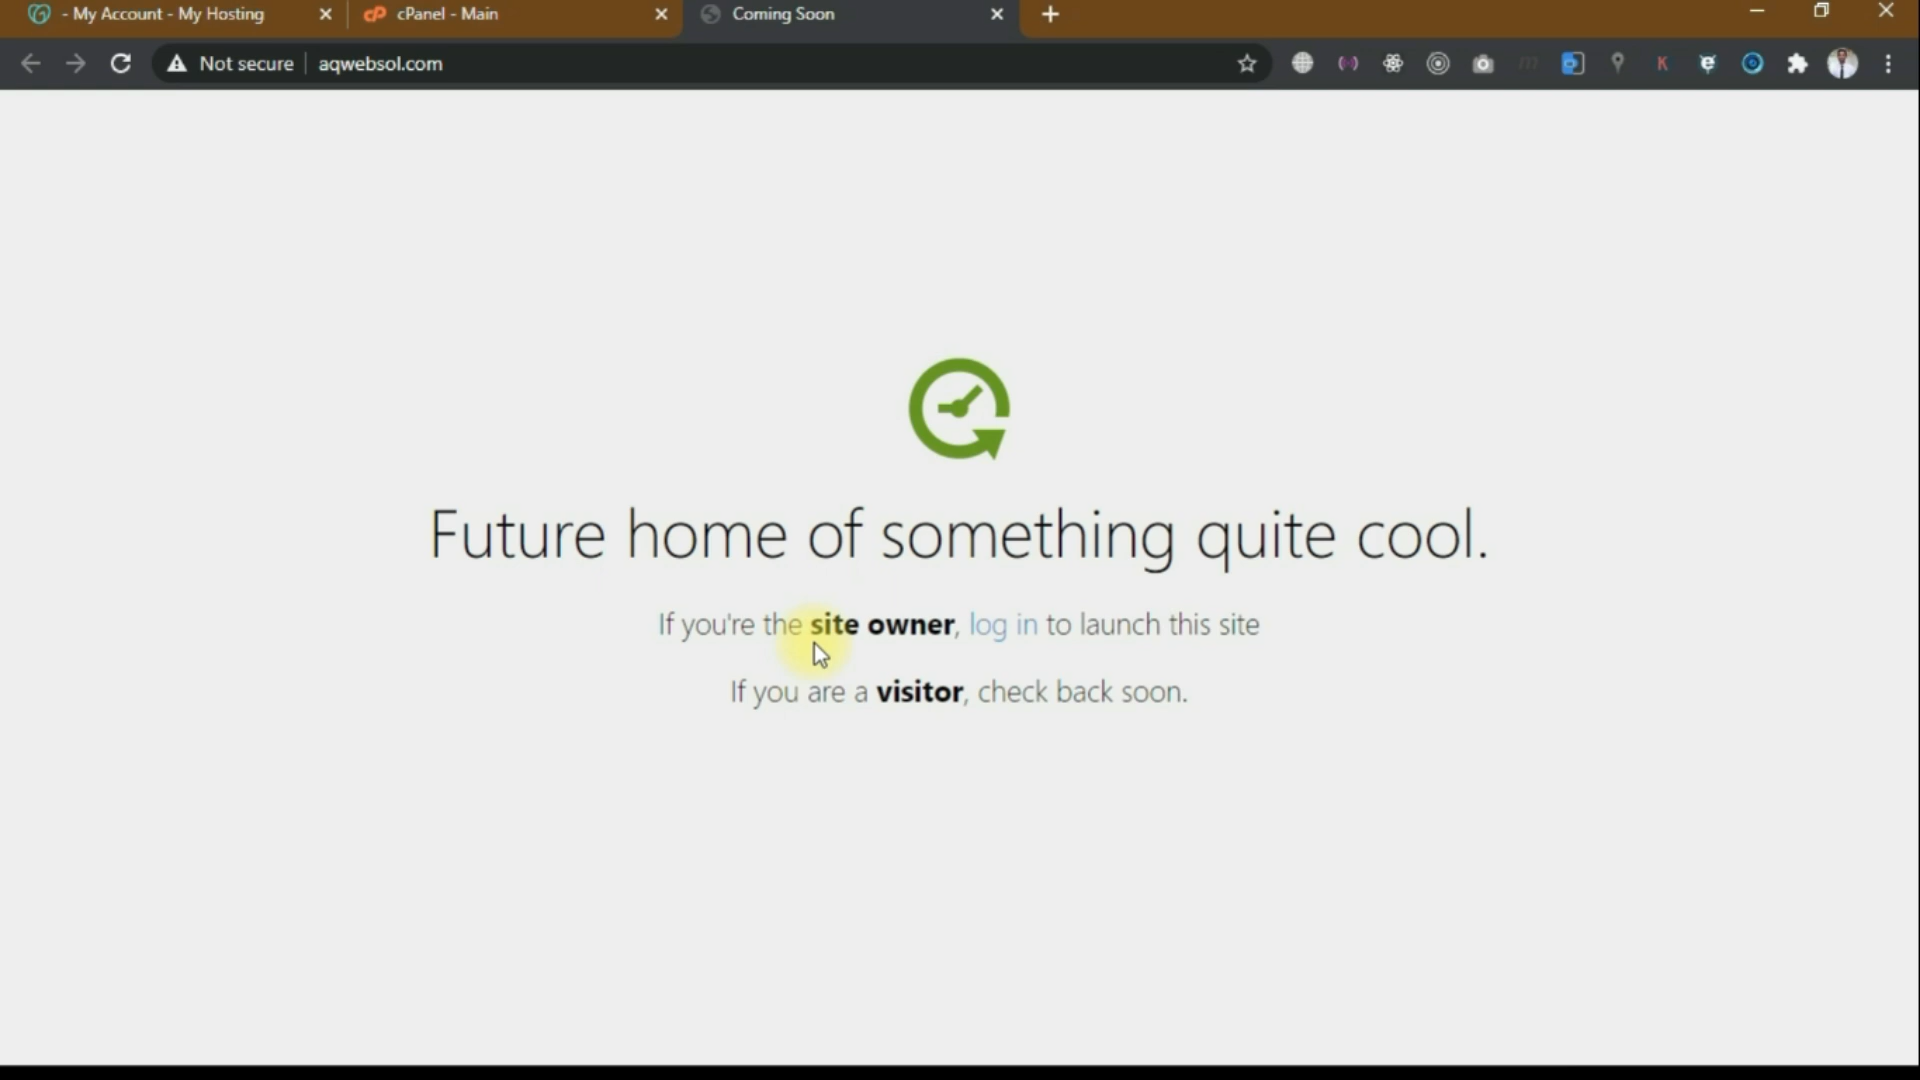 - My Account - My Hosting
cPanel - Main
Coming Soon
Not secure
aqwebsol.com
Future home of something quite cool.
If you're the site owner, log in to launch this site
If you are a visitor, check back soon.